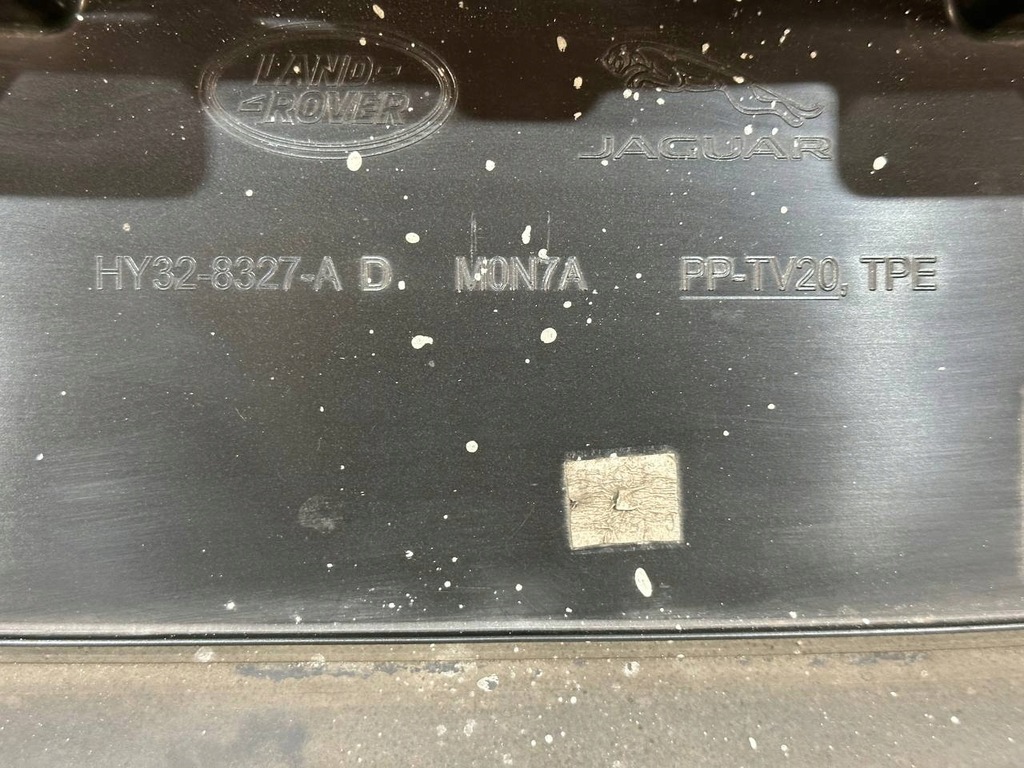 LAND
ROVER
JAGUAR
HY32-8327-A D M0N7A PP-TV20, TPE